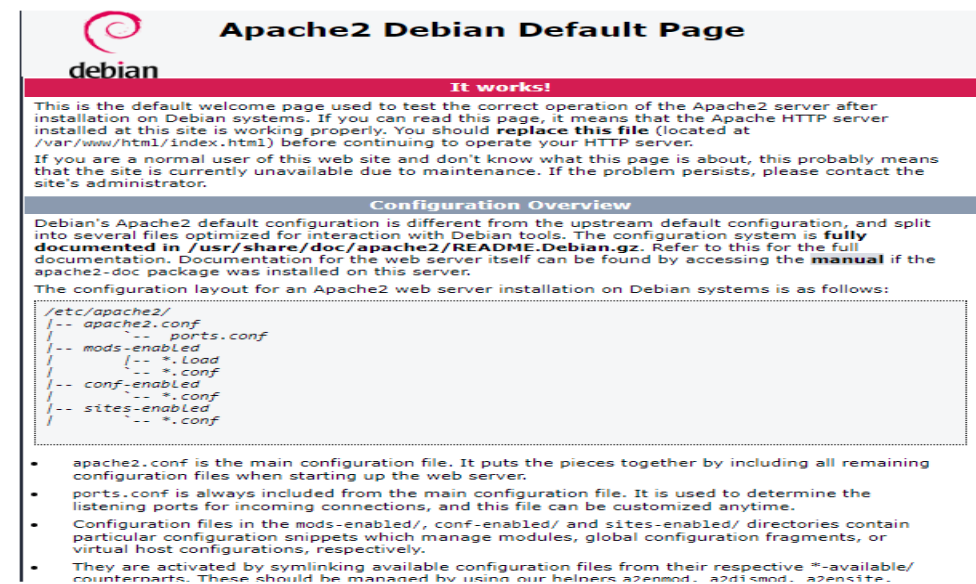 Apache2 Debian Default Page
debian
It works!
This is the default welcome page used to test the correct operation of the Apache2 server after
installation on Debian systems. If you can read this page, it means that the Apache HTTP server
installed at this site is working properly. You should replace this file (located at
/var/www/html/index.html) before continuing to operate your HTTP server.
If you are a normal user of this web site and don't know what this page is about, this probably means
that the site is currently unavailable due to maintenance. If the problem persists, please contact the
site's administrator.
Configuration Overview
Debian's Apache2 default configuration is different from the upstream default configuration, and split
into several files optimized for interaction with Debian tools. The configuration system is fully
documented in /usr/share/doc/apache2/README.Debian.gz. Refer to this for the full
documentation. Documentation for the web server itself can be found by accessing the manual if the
apache2-doc package was installed on this server.
The configuration layout for an Apache2 web server installation on Debian systems is as follows:
/etc/apache2/
|-- apache2.conf
|       `--  ports.conf
|-- mods-enabled
|       |-- *.load
|       `-- *.conf
|-- conf-enabled
|       `-- *.conf
|-- sites-enabled
|       `-- *.conf
• apache2.conf is the main configuration file. It puts the pieces together by including all remaining
configuration files when starting up the web server.
• ports.conf is always included from the main configuration file. It is used to determine the
listening ports for incoming connections, and this file can be customized anytime.
• Configuration files in the mods-enabled/, conf-enabled/ and sites-enabled/ directories contain
particular configuration snippets which manage modules, global configuration fragments, or
virtual host configurations, respectively.
• They are activated by symlinking available configuration files from their respective *-available/
counterparts. These should be managed by using our helpers a2enmod, a2dismod, a2ensite,